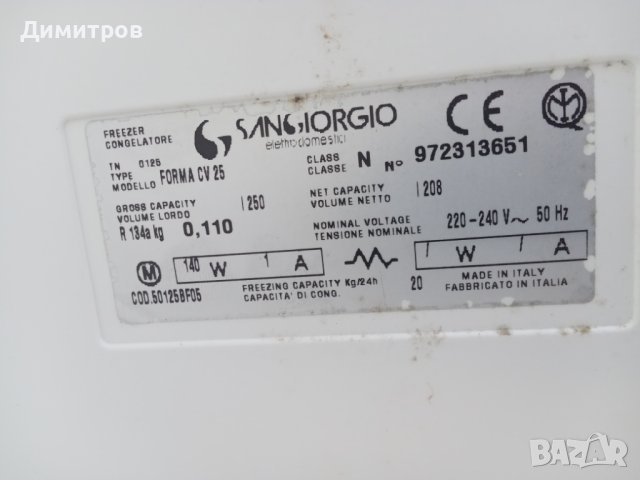 Димитров
FREEZER
CONGELATORE
SANGIORGIO
elettrodomestici
CE
TN 0125
TYPE
MODELLO FORMA CV 25
CLASS
CLASSE N N° 972313651
GROSS CAPACITY
VOLUME LORDO l 250
NET CAPACITY
VOLUME NETTO l 208
R 134a kg 0,110
NOMINAL VOLTAGE
TENSIONE NOMINALE 220-240 V~ 50 Hz
M 140 W 1 A
/ W / A
COD.50125BF05
FREEZING CAPACITY Kg/24h
CAPACITA' DI CONG. 20
MADE IN ITALY
FABBRICATO IN ITALIA
BAZAR